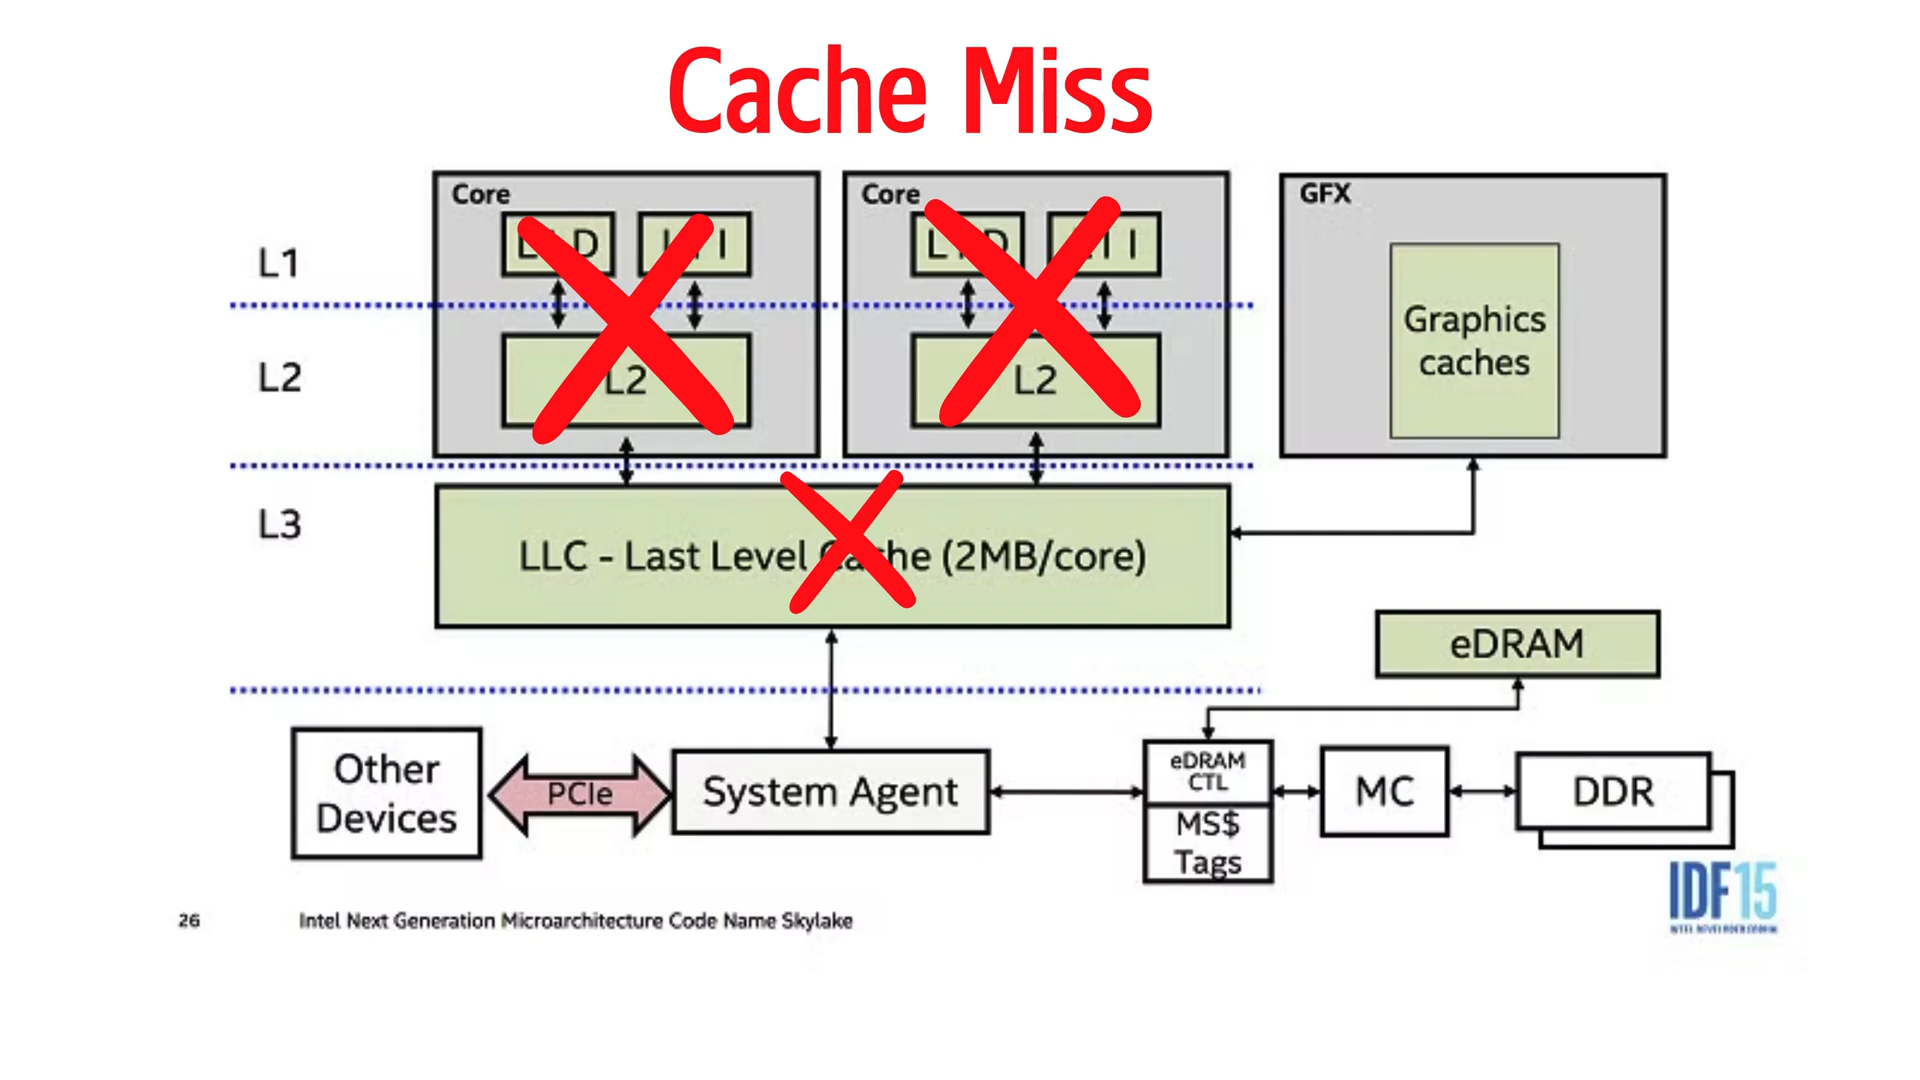 Cache Miss
Core
Core
GFX
L1
D
I
L2
L2
L2
Graphics
caches
L3
LLC - Last Level Cache (2MB/core)
eDRAM
Other
Devices
PCIe
System Agent
eDRAM
CTL
MS$
Tags
MC
DDR
26
Intel Next Generation Microarchitecture Code Name Skylake
IDF15